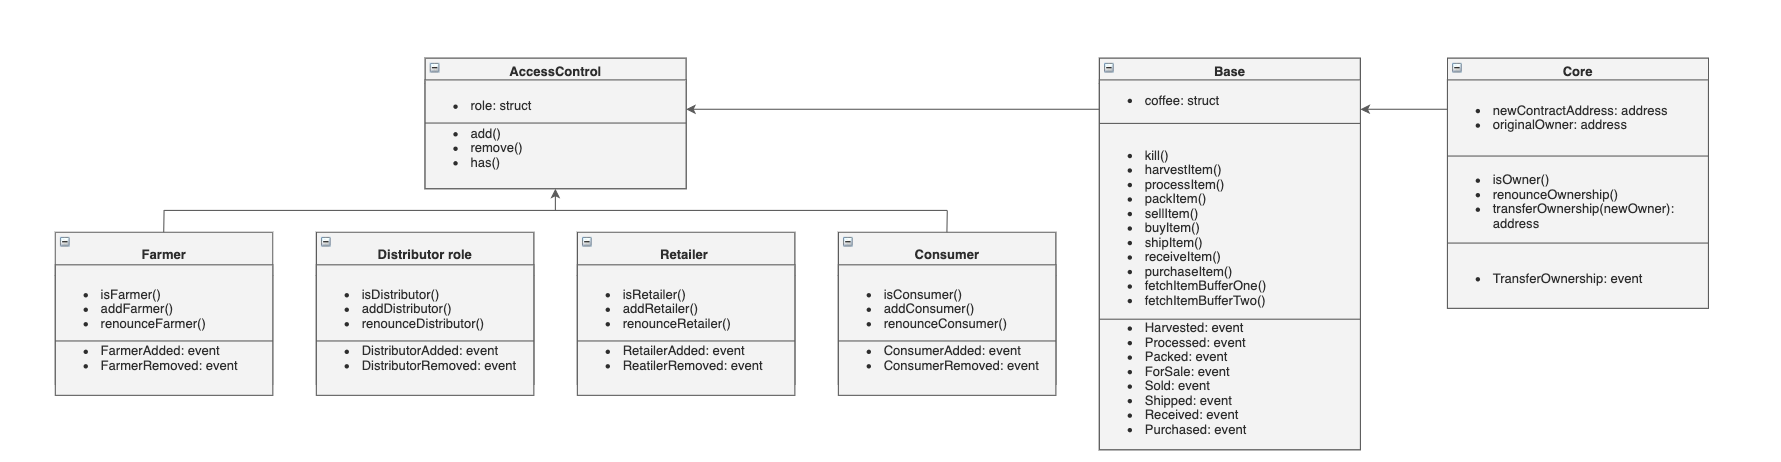 AccessControl
role: struct
add()
remove()
has()
Base
coffee: struct
kill()
harvestItem()
processItem()
packItem()
sellItem()
buyItem()
shipItem()
receiveItem()
purchaseItem()
fetchItemBufferOne()
fetchItemBufferTwo()
Harvested: event
Processed: event
Packed: event
ForSale: event
Sold: event
Shipped: event
Received: event
Purchased: event
Core
newContractAddress: address
originalOwner: address
isOwner()
renounceOwnership()
transferOwnership(newOwner):
address
TransferOwnership: event
Farmer
isFarmer()
addFarmer()
renounceFarmer()
FarmerAdded: event
FarmerRemoved: event
Distributor role
isDistributor()
addDistributor()
renounceDistributor()
DistributorAdded: event
DistributorRemoved: event
Retailer
isRetailer()
addRetailer()
renounceRetailer()
RetailerAdded: event
ReatilerRemoved: event
Consumer
isConsumer()
addConsumer()
renounceConsumer()
ConsumerAdded: event
ConsumerRemoved: event